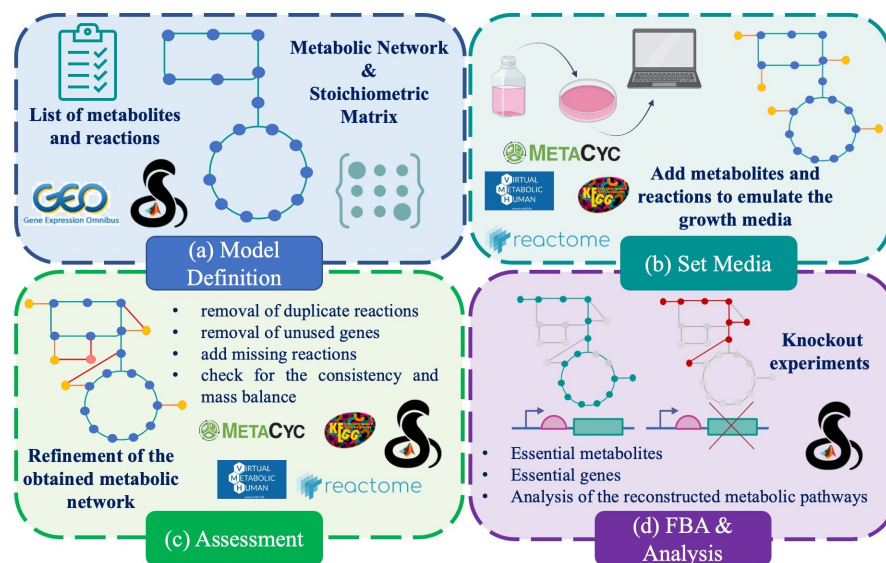 List of metabolites
and reactions
Metabolic Network
&
Stoichiometric
Matrix
GEO
Gene Expression Omnibus
(a) Model
Definition
METACYC
VIRTUAL
METABOLIC
HUMAN
KEGG
reactome
Add metabolites and
reactions to emulate the
growth media
(b) Set Media
• removal of duplicate reactions
• removal of unused genes
• add missing reactions
• check for the consistency and
mass balance
Refinement of the
obtained metabolic
network
METACYC
KEGG
VIRTUAL
METABOLIC
HUMAN
reactome
(c) Assessment
Knockout
experiments
• Essential metabolites
• Essential genes
• Analysis of the reconstructed metabolic pathways
(d) FBA &
Analysis